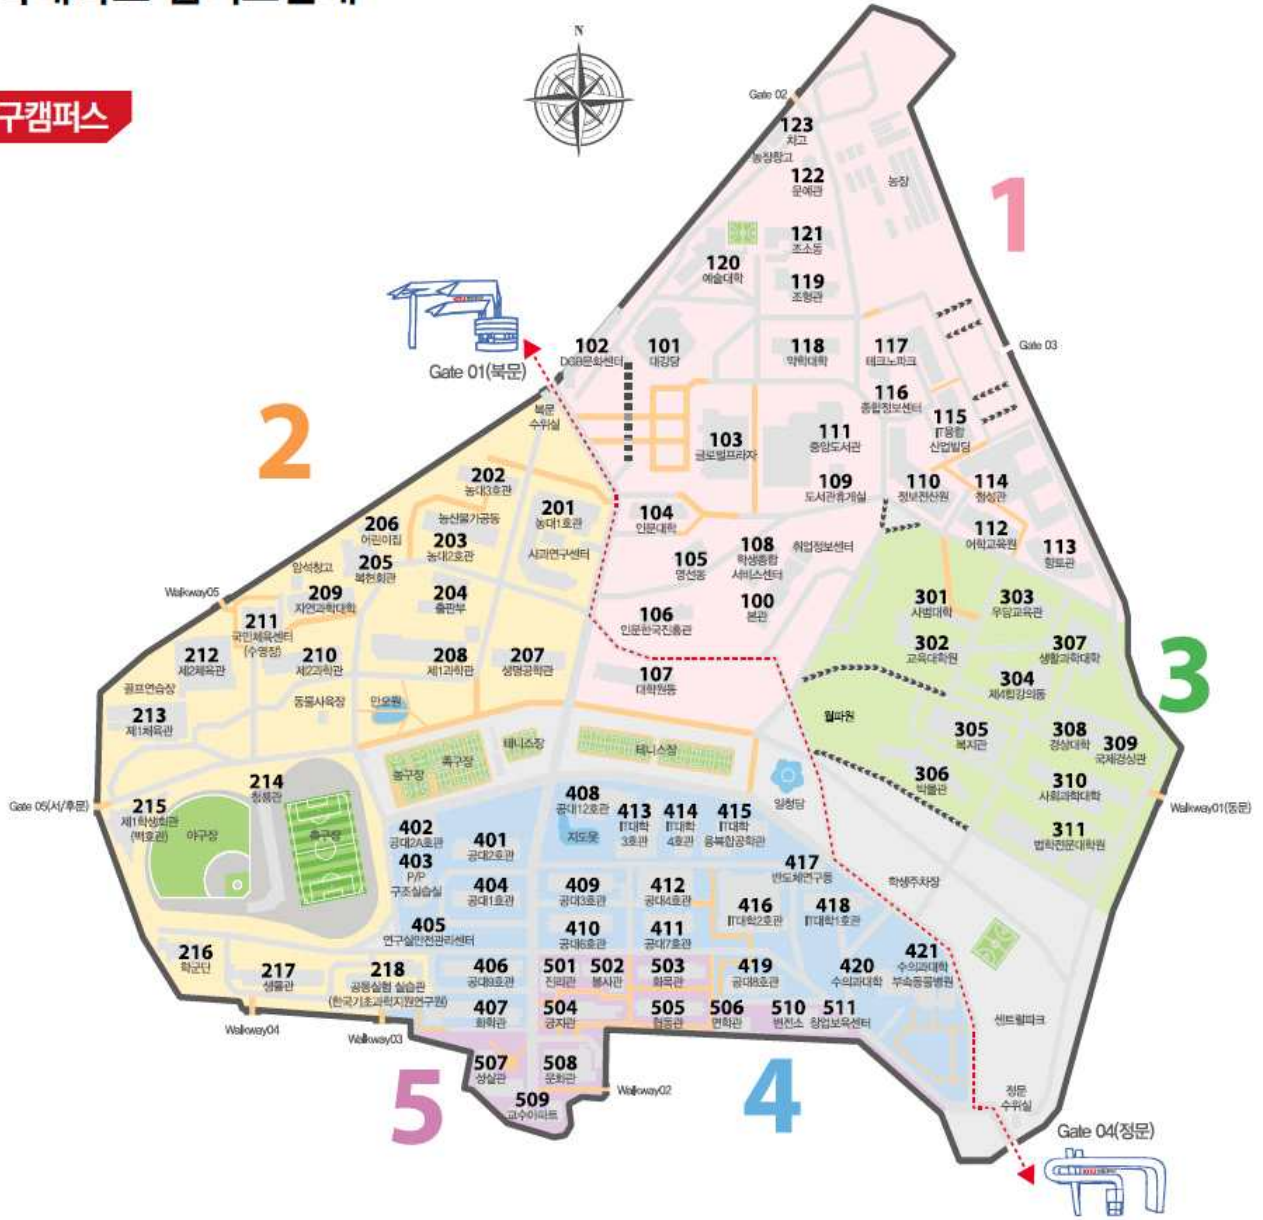 구캠퍼스
N
1
2
3
4
5
Gate 02
123
차고
농장창고
122
문예관
농장
121
조소동
120
예술대학
119
조형관
102
DGB문화센터
101
대강당
118
약학대학
117
테크노파크
Gate 03
Gate 01(북문)
116
종합정보센터
115
IT융합
산업빌딩
북문
수위실
103
글로벌프라자
111
중앙도서관
202
농대3호관
109
도서관휴게실
110
정보전산원
114
첨성관
201
농대1호관
104
인문대학
206
어린이집
농산물가공동
203
농대2호관
사과연구센터
112
어학교육원
113
향토관
105
영선동
108
학생종합
서비스센터
취업정보센터
암석창고
205
복현회관
Walkway05
209
자연과학대학
204
출판부
100
본관
106
인문한국진흥관
301
사범대학
303
우당교육관
211
국민체육센터
(수영장)
212
제2체육관
210
제2과학관
208
제1과학관
207
생명공학관
302
교육대학원
307
생활과학대학
107
대학원동
304
제4합강의동
골프연습장
동물사육장
만오원
213
제1체육관
월파원
305
복지관
308
경상대학
309
국제경상관
농구장
족구장
테니스장
테니스장
일청담
306
박물관
310
사회과학대학
Walkway01(동문)
Gate 05(서/후문)
215
제1학생회관
(백호관)
214
청룡관
야구장
축구장
408
공대12호관
지도못
413
IT대학
3호관
414
IT대학
4호관
415
IT대학
융복합공학관
311
법학전문대학원
402
공대2A호관
401
공대2호관
403
P/P
구조실습실
417
반도체연구동
학생주차장
404
공대1호관
409
공대3호관
412
공대4호관
416
IT대학2호관
418
IT대학1호관
405
연구실안전관리센터
410
공대6호관
411
공대7호관
216
학군단
217
생물관
218
공동실험 실습관
(한국기초과학지원연구원)
406
공대9호관
501
진리관
502
봉사관
503
화목관
419
공대8호관
420
수의과대학
421
수의과대학
부속동물병원
407
화학관
504
긍지관
505
협동관
506
면학관
510
변전소
511
창업보육센터
센트럴파크
Walkway04
Walkway03
507
성실관
508
문화관
Walkway02
509
교수아파트
정문
수위실
Gate 04(정문)